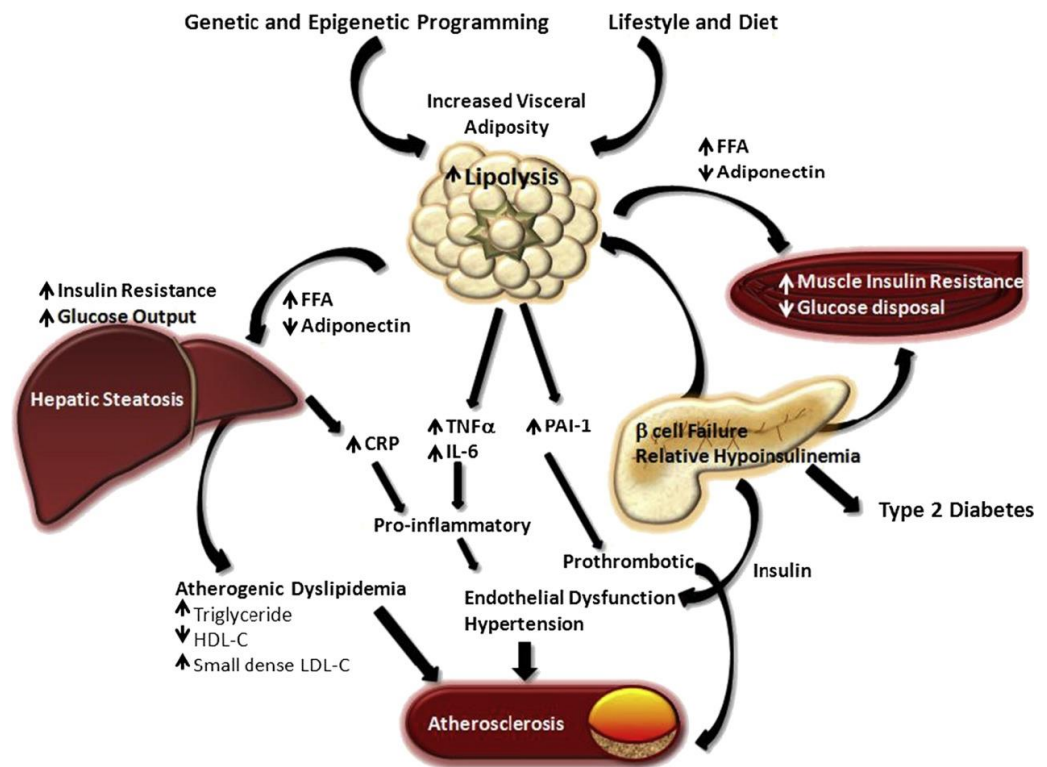 Genetic and Epigenetic Programming
Lifestyle and Diet
Increased Visceral
Adiposity
↑ Lipolysis
↑ FFA
↓ Adiponectin
↑ Muscle Insulin Resistance
↓ Glucose disposal
↑ Insulin Resistance
↑ Glucose Output
↑ FFA
↓ Adiponectin
Hepatic Steatosis
↑ CRP
↑ TNFα
↑ IL-6
↑ PAI-1
β cell Failure
Relative Hypoinsulinemia
Type 2 Diabetes
Pro-inflammatory
Prothrombotic
Insulin
Atherogenic Dyslipidemia
↑ Triglyceride
↓ HDL-C
↑ Small dense LDL-C
Endothelial Dysfunction
Hypertension
Atherosclerosis